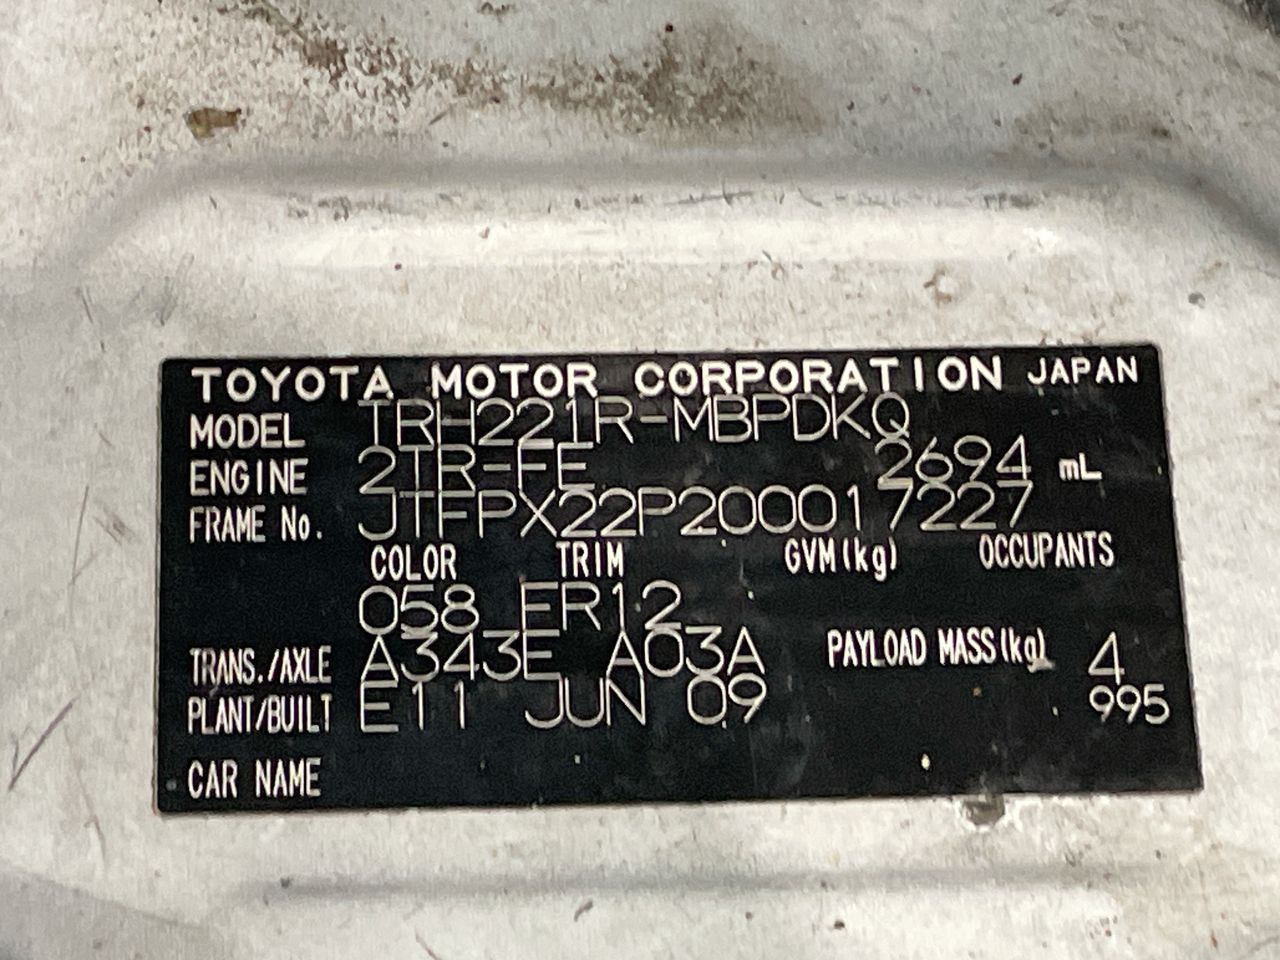 TOYOTA MOTOR CORPORATION JAPAN
MODEL TRH221R-MBPDKQ
ENGINE 2TR-FE 2694 mL
FRAME No. JTFPX22P200017227
COLOR TRIM GVM(kg) OCCUPANTS
058 ER12
TRANS./AXLE A343E A03A PAYLOAD MASS(kg) 4
PLANT/BUILT E11 JUN 09 995
CAR NAME